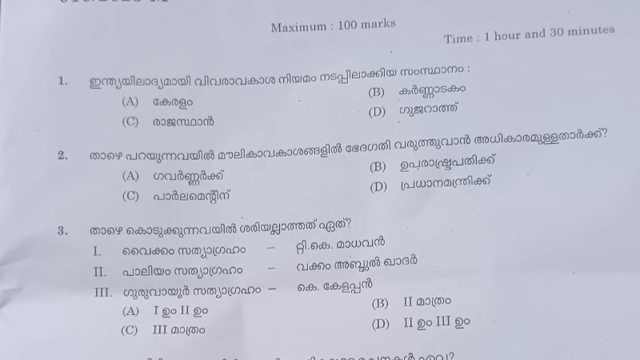 Maximum : 100 marks
Time : 1 hour and 30 minutes
1. ഇന്ത്യയിലാദ്യമായി വിവരാവകാശ നിയമം നടപ്പിലാക്കിയ സംസ്ഥാനം :
(A) കേരളം (B) കർണ്ണാടകം
(C) രാജസ്ഥാൻ (D) ഗുജറാത്ത്
2. താഴെ പറയുന്നവയിൽ മൗലികാവകാശങ്ങളിൽ ഭേദഗതി വരുത്തുവാൻ അധികാരമുള്ളതാർക്ക്?
(A) ഗവർണ്ണർക്ക് (B) ഉപരാഷ്ട്രപതിക്ക്
(C) പാർലമെന്റിന് (D) പ്രധാനമന്ത്രിക്ക്
3. താഴെ കൊടുക്കുന്നവയിൽ ശരിയല്ലാത്തത് ഏത്?
I. വൈക്കം സത്യാഗ്രഹം – റ്റി.കെ. മാധവൻ
II. പാലിയം സത്യാഗ്രഹം – വക്കം അബ്ദുൽ ഖാദർ
III. ഗുരുവായൂർ സത്യാഗ്രഹം – കെ. കേളപ്പൻ
(A) I ഉം II ഉം (B) II മാത്രം
(C) III മാത്രം (D) II ഉം III ഉം